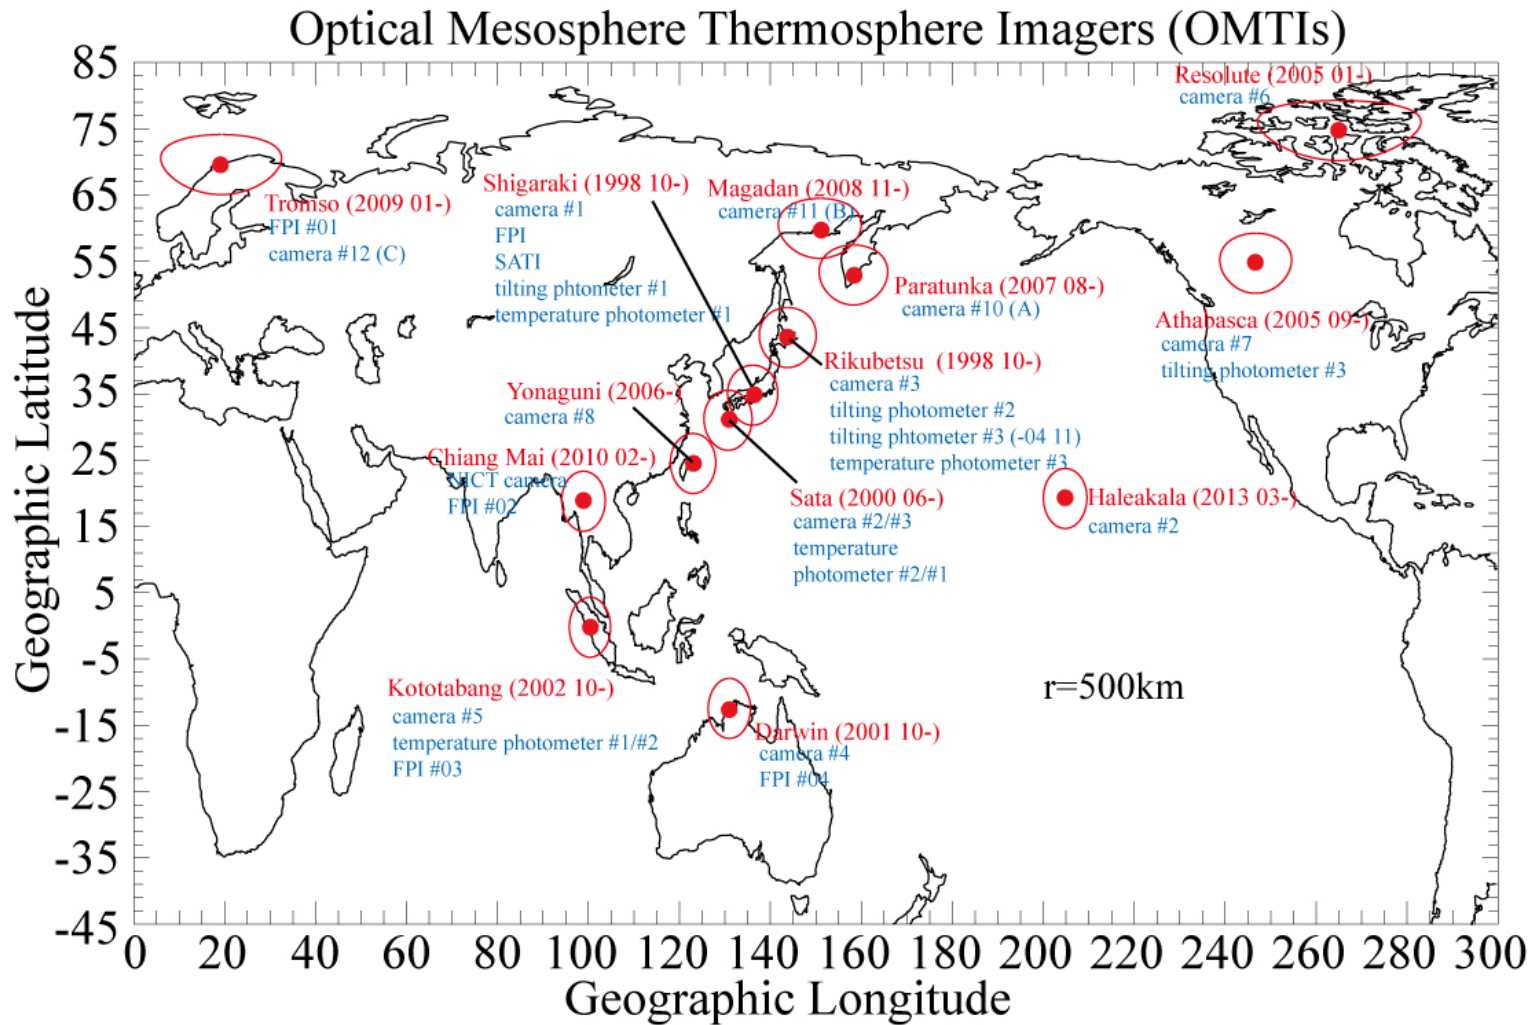 Optical Mesosphere Thermosphere Imagers (OMTIs)
85
75
65
55
45
35
25
15
5
-5
-15
-25
-35
-45
Geographic Latitude
Resolute (2005 01-)
camera #6
Tromso (2009 01-)
FPI #01
camera #12 (C)
Shigaraki (1998 10-)
camera #1
FPI
SATI
tilting phtometer #1
temperature photometer #1
Magadan (2008 11-)
camera #11 (B)
Paratunka (2007 08-)
camera #10 (A)
Athabasca (2005 09-)
camera #7
tilting photometer #3
Rikubetsu (1998 10-)
camera #3
tilting photometer #2
tilting phtometer #3 (-04 11)
temperature photometer #3
Yonaguni (2006-)
camera #8
Chiang Mai (2010 02-)
NICT camera
FPI #02
Sata (2000 06-)
camera #2/#3
temperature
photometer #2/#1
Haleakala (2013 03-)
camera #2
Kototabang (2002 10-)
camera #5
temperature photometer #1/#2
FPI #03
r=500km
Darwin (2001 10-)
camera #4
FPI #04
0 20 40 60 80 100 120 140 160 180 200 220 240 260 280 300
Geographic Longitude